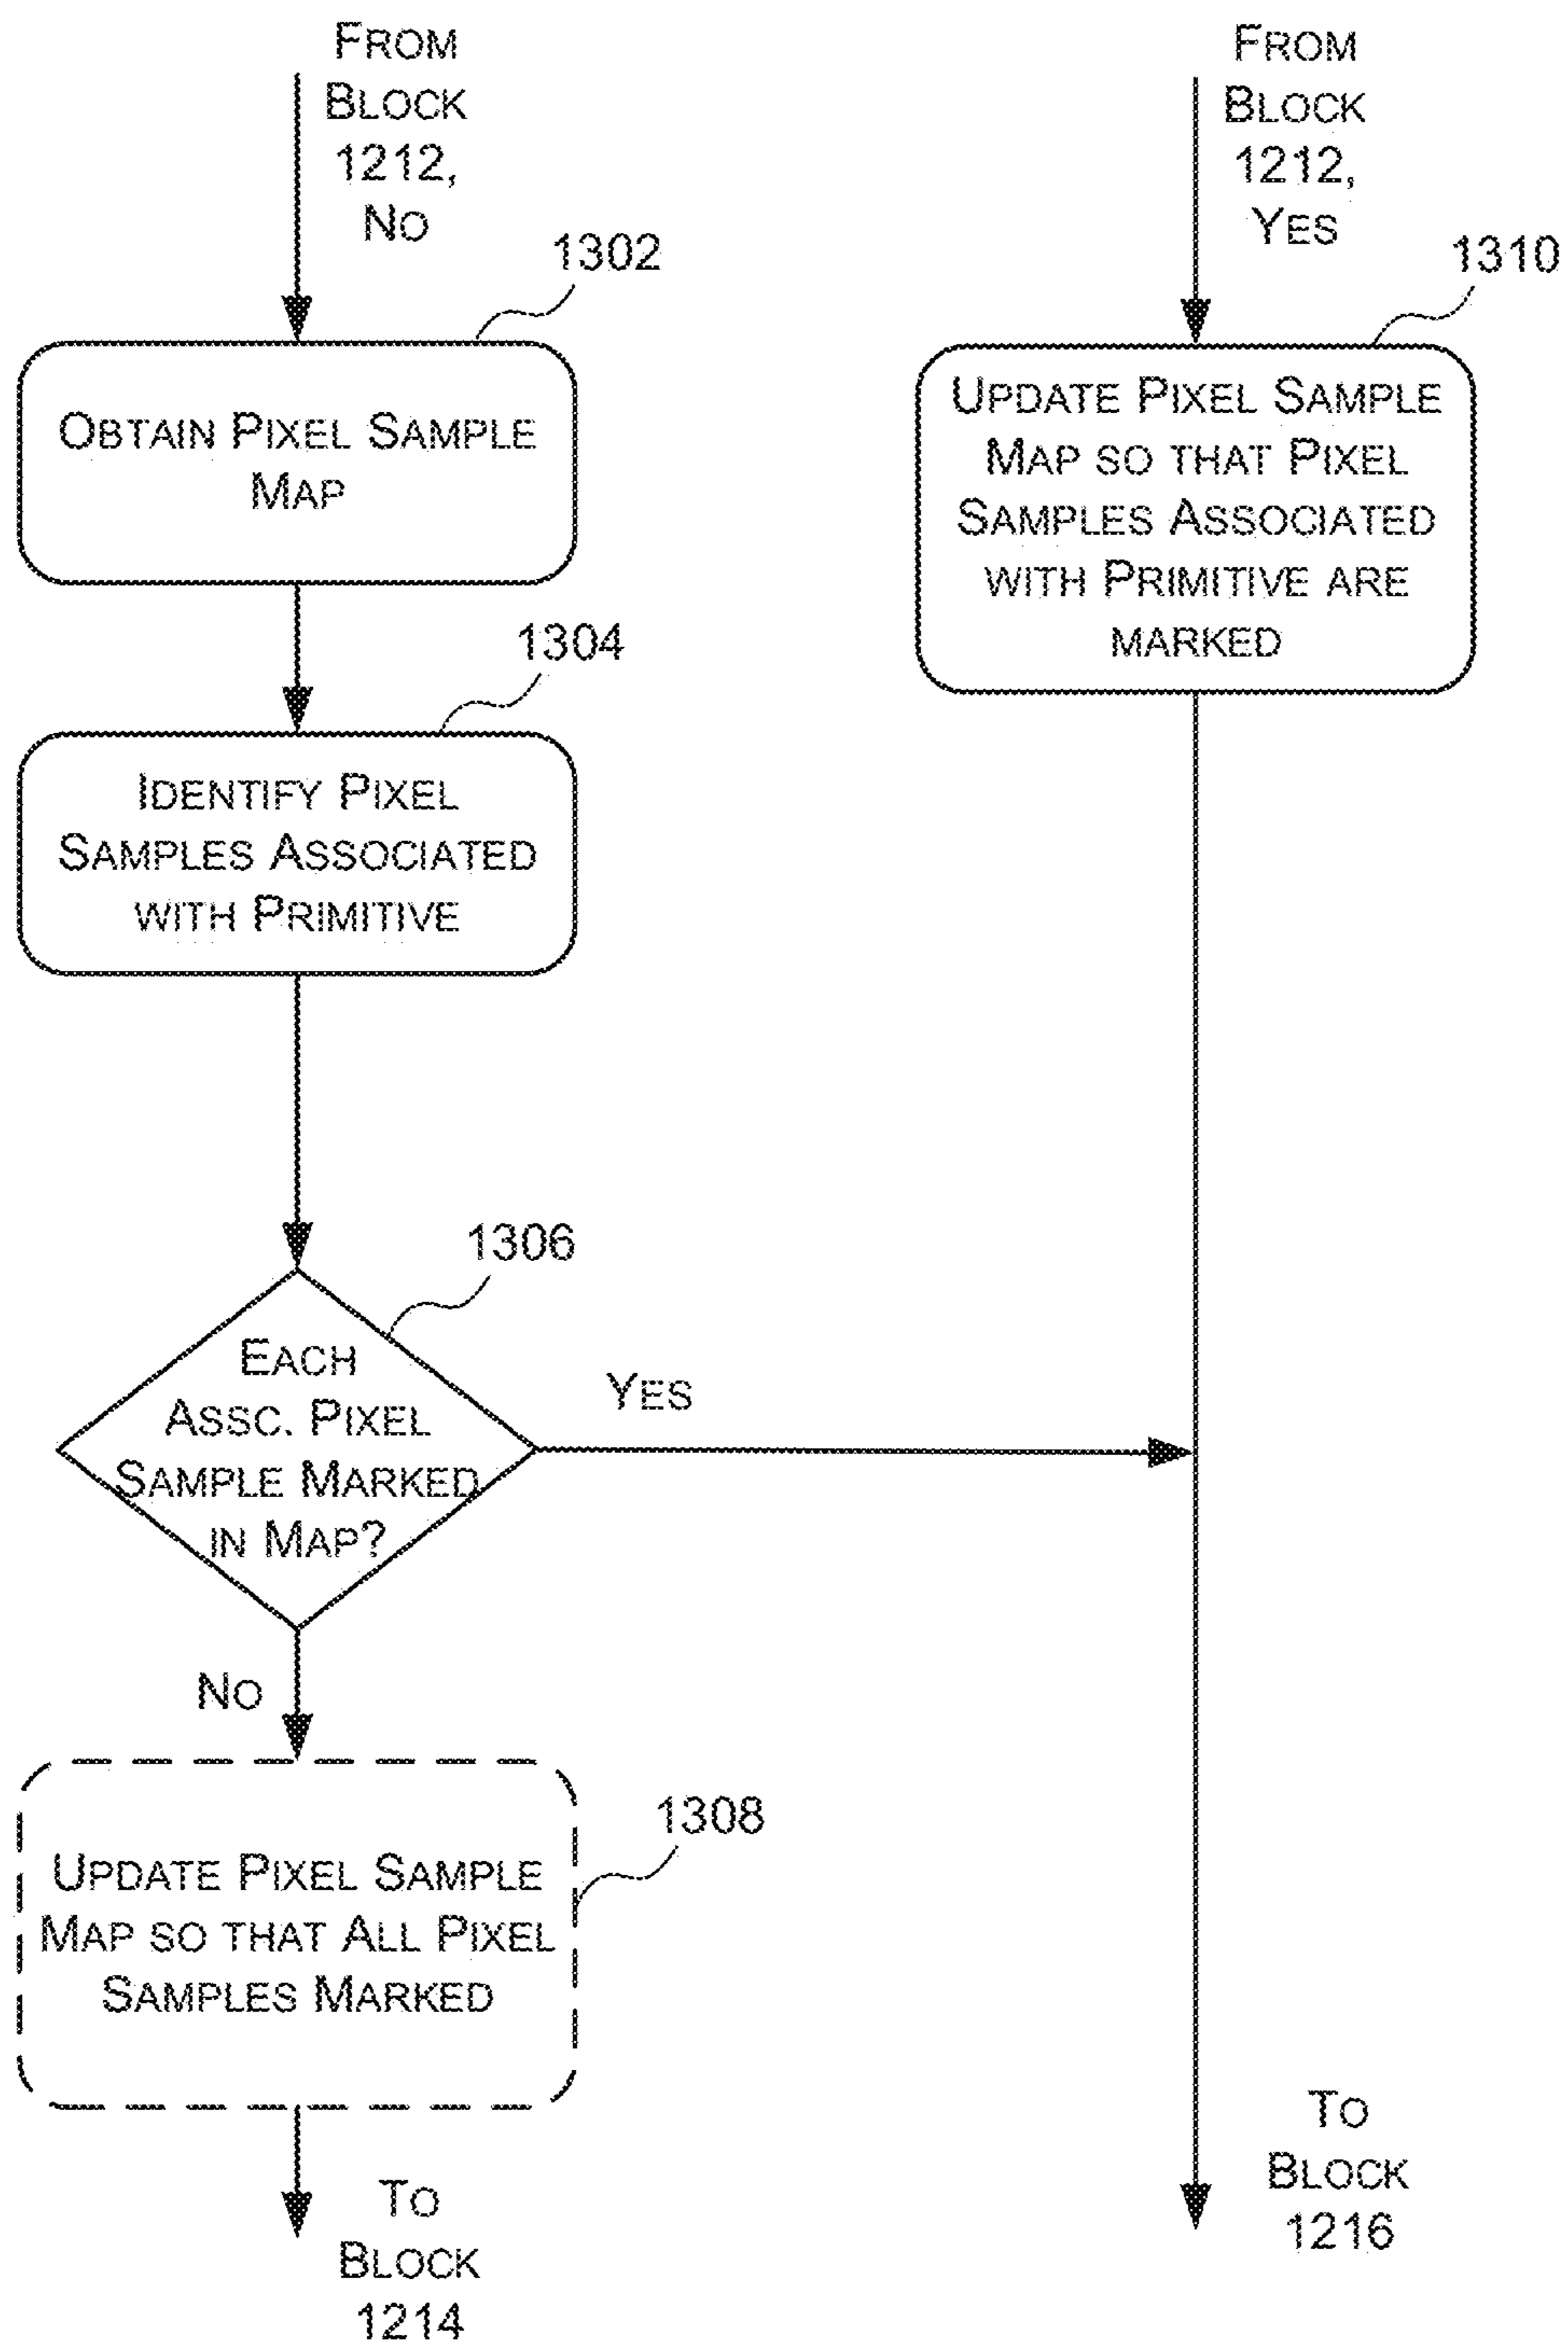 FROM
BLOCK
1212,
NO
1302
OBTAIN PIXEL SAMPLE
MAP
1304
IDENTIFY PIXEL
SAMPLES ASSOCIATED
WITH PRIMITIVE
1306
EACH
ASSC. PIXEL
SAMPLE MARKED
IN MAP?
YES
NO
1308
UPDATE PIXEL SAMPLE
MAP SO THAT ALL PIXEL
SAMPLES MARKED
TO
BLOCK
1214
FROM
BLOCK
1212,
YES
1310
UPDATE PIXEL SAMPLE
MAP SO THAT PIXEL
SAMPLES ASSOCIATED
WITH PRIMITIVE ARE
MARKED
TO
BLOCK
1216